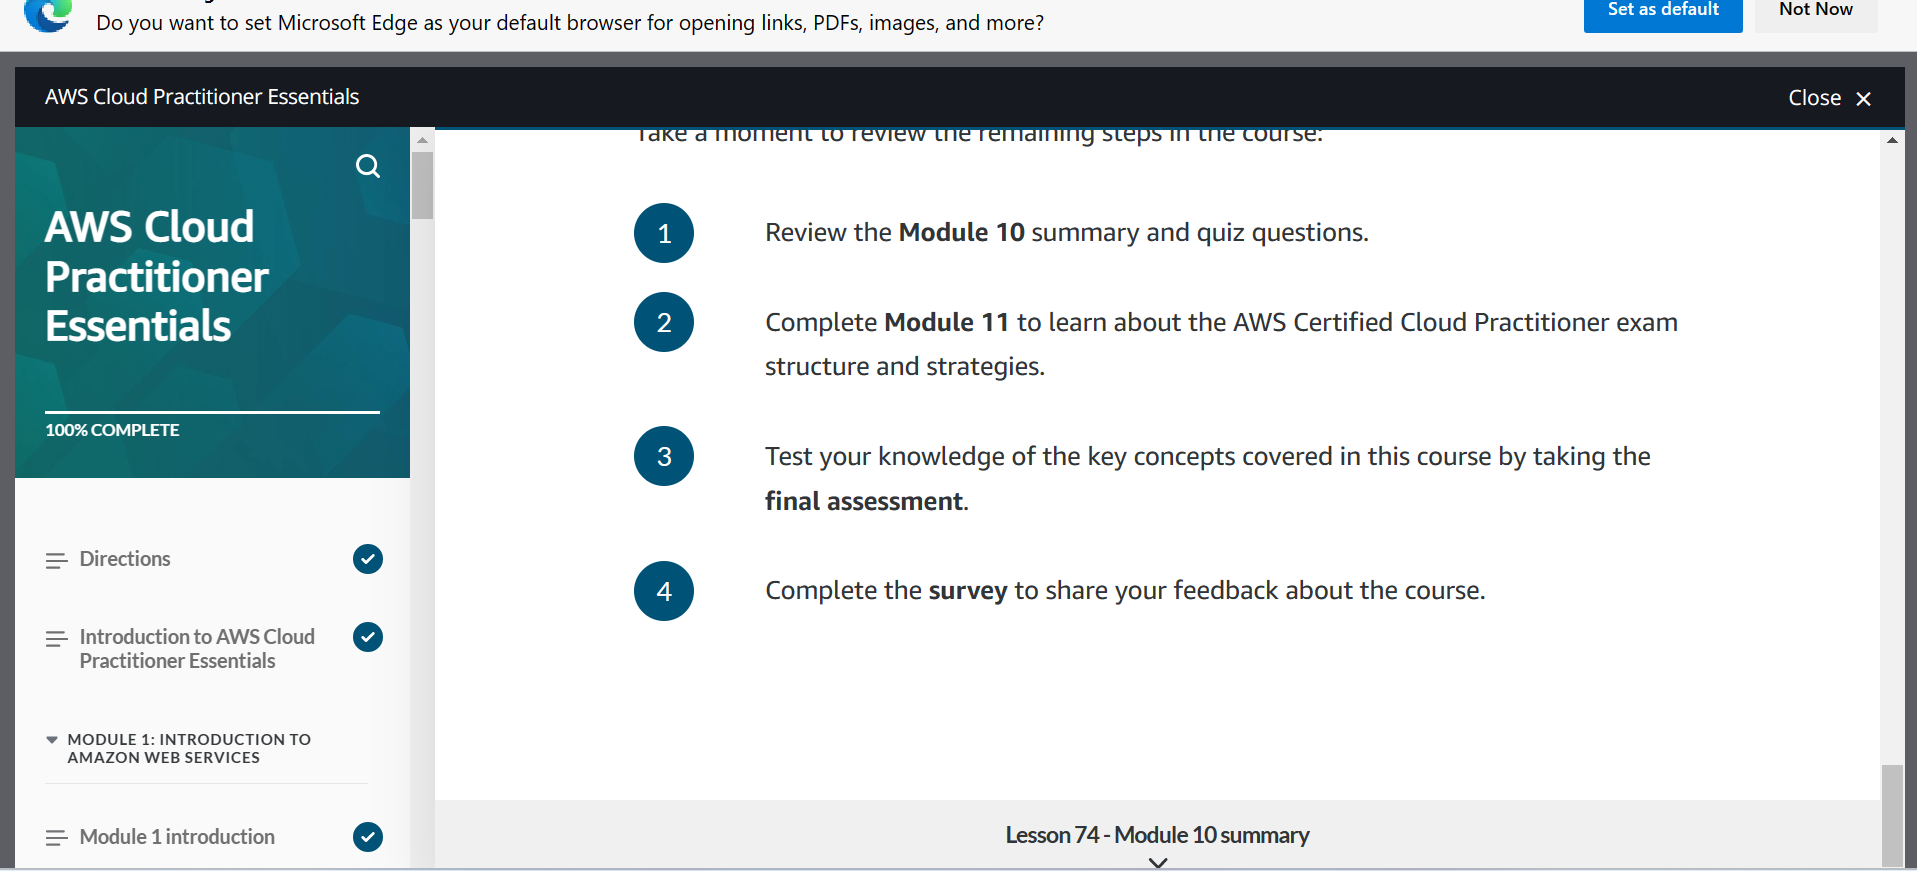 Do you want to set Microsoft Edge as your default browser for opening links, PDFs, images, and more?
Set as default
Not Now
AWS Cloud Practitioner Essentials
Close
AWS Cloud
Practitioner
Essentials
100% COMPLETE
Directions
Introduction to AWS Cloud
Practitioner Essentials
MODULE 1: INTRODUCTION TO
AMAZON WEB SERVICES
Module 1 introduction
Take a moment to review the remaining steps in the course:
1
Review the Module 10 summary and quiz questions.
2
Complete Module 11 to learn about the AWS Certified Cloud Practitioner exam
structure and strategies.
3
Test your knowledge of the key concepts covered in this course by taking the
final assessment.
4
Complete the survey to share your feedback about the course.
Lesson 74 - Module 10 summary